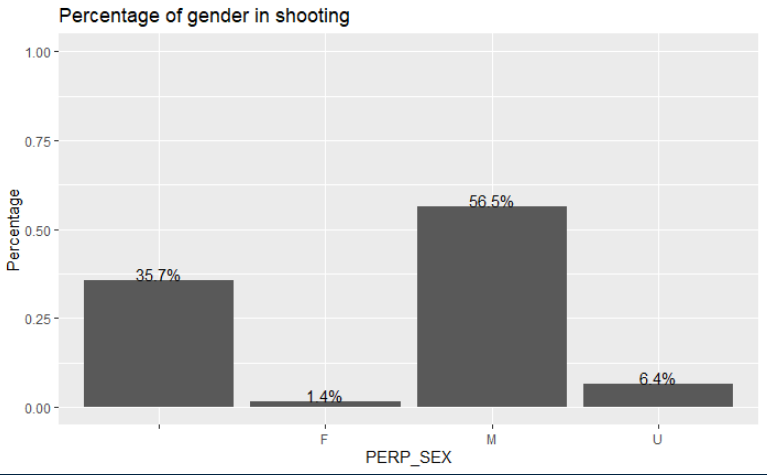 Percentage of gender in shooting
1.00
0.75
0.50
0.25
0.00
Percentage
35.7%
1.4%
56.5%
6.4%
F
M
U
PERP_SEX